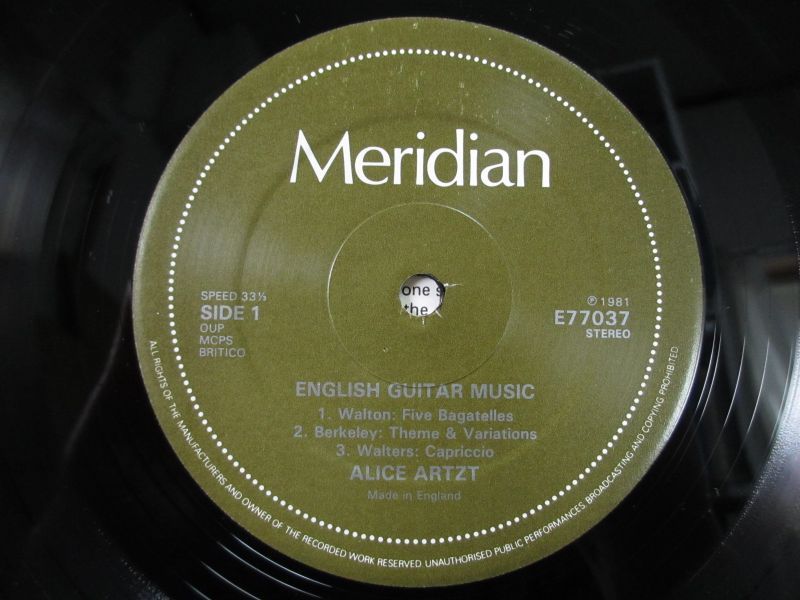 Meridian
SPEED 33⅓
SIDE 1
OUP
MCPS
BRITICO
one s
the
℗ 1981
E77037
STEREO
ENGLISH GUITAR MUSIC
1. Walton: Five Bagatelles
2. Berkeley: Theme & Variations
3. Walters: Capriccio
ALICE ARTZT
Made in England
ALL RIGHTS OF THE MANUFACTURERS AND OWNER OF THE RECORDED WORK RESERVED. UNAUTHORISED PUBLIC PERFORMANCES BROADCASTING AND COPYING PROHIBITED